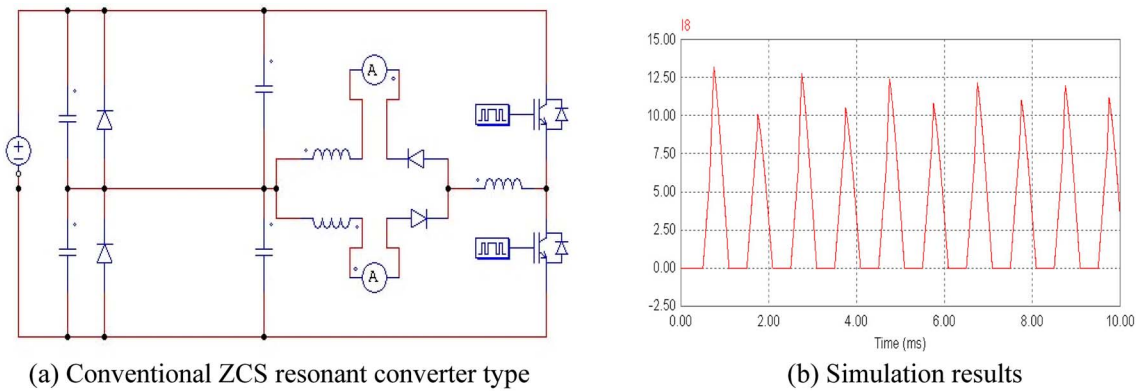 A
A
I8
15.00
12.50
10.00
7.50
5.00
2.50
0.00
-2.50
0.00 2.00 4.00 6.00 8.00 10.00
Time (ms)
(a) Conventional ZCS resonant converter type
(b) Simulation results